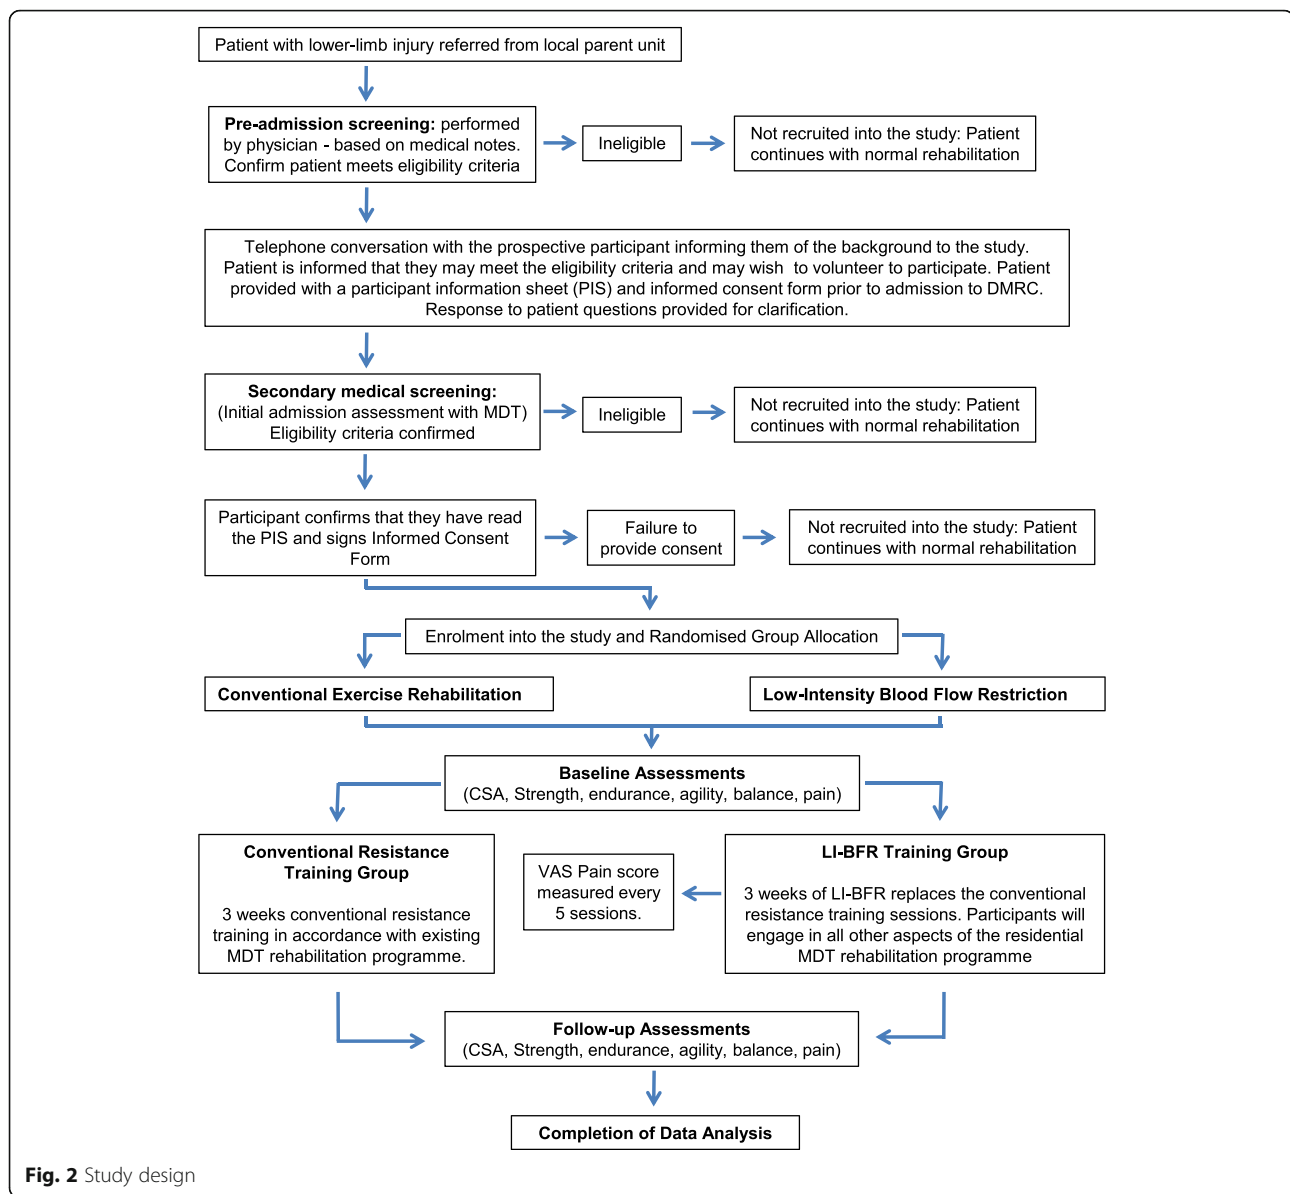 Patient with lower-limb injury referred from local parent unit
Pre-admission screening: performed
by physician - based on medical notes.
Confirm patient meets eligibility criteria
Ineligible
Not recruited into the study: Patient
continues with normal rehabilitation
Telephone conversation with the prospective participant informing them of the background to the study.
Patient is informed that they may meet the eligibility criteria and may wish to volunteer to participate. Patient
provided with a participant information sheet (PIS) and informed consent form prior to admission to DMRC.
Response to patient questions provided for clarification.
Secondary medical screening:
(Initial admission assessment with MDT)
Eligibility criteria confirmed
Ineligible
Not recruited into the study: Patient
continues with normal rehabilitation
Participant confirms that they have read
the PIS and signs Informed Consent
Form
Failure to
provide consent
Not recruited into the study: Patient
continues with normal rehabilitation
Enrolment into the study and Randomised Group Allocation
Conventional Exercise Rehabilitation
Low-Intensity Blood Flow Restriction
Baseline Assessments
(CSA, Strength, endurance, agility, balance, pain)
Conventional Resistance
Training Group
3 weeks conventional resistance
training in accordance with existing
MDT rehabilitation programme.
VAS Pain score
measured every
5 sessions.
LI-BFR Training Group
3 weeks of LI-BFR replaces the conventional
resistance training sessions. Participants will
engage in all other aspects of the residential
MDT rehabilitation programme
Follow-up Assessments
(CSA, Strength, endurance, agility, balance, pain)
Completion of Data Analysis
Fig. 2 Study design